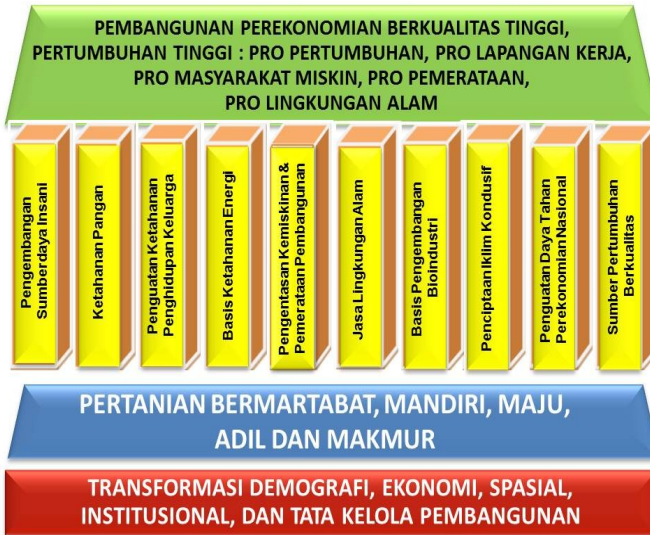 PEMBANGUNAN PEREKONOMIAN BERKUALITAS TINGGI,
PERTUMBUHAN TINGGI : PRO PERTUMBUHAN, PRO LAPANGAN KERJA,
PRO MASYARAKAT MISKIN, PRO PEMERATAAN,
PRO LINGKUNGAN ALAM
Pengembangan
Sumberdaya Insani
Ketahanan Pangan
Penguatan Ketahanan
Penghidupan Keluarga
Basis Ketahanan Energi
Pengentasan Kemiskinan &
Pemerataan Pembangunan
Jasa Lingkungan Alam
Basis Pengembangan
Bioindustri
Penciptaan Iklim Kondusif
Penguatan Daya Tahan
Perekonomian Nasional
Sumber Pertumbuhan
Berkualitas
PERTANIAN BERMARTABAT, MANDIRI, MAJU,
ADIL DAN MAKMUR
TRANSFORMASI DEMOGRAFI, EKONOMI, SPASIAL,
INSTITUSIONAL, DAN TATA KELOLA PEMBANGUNAN